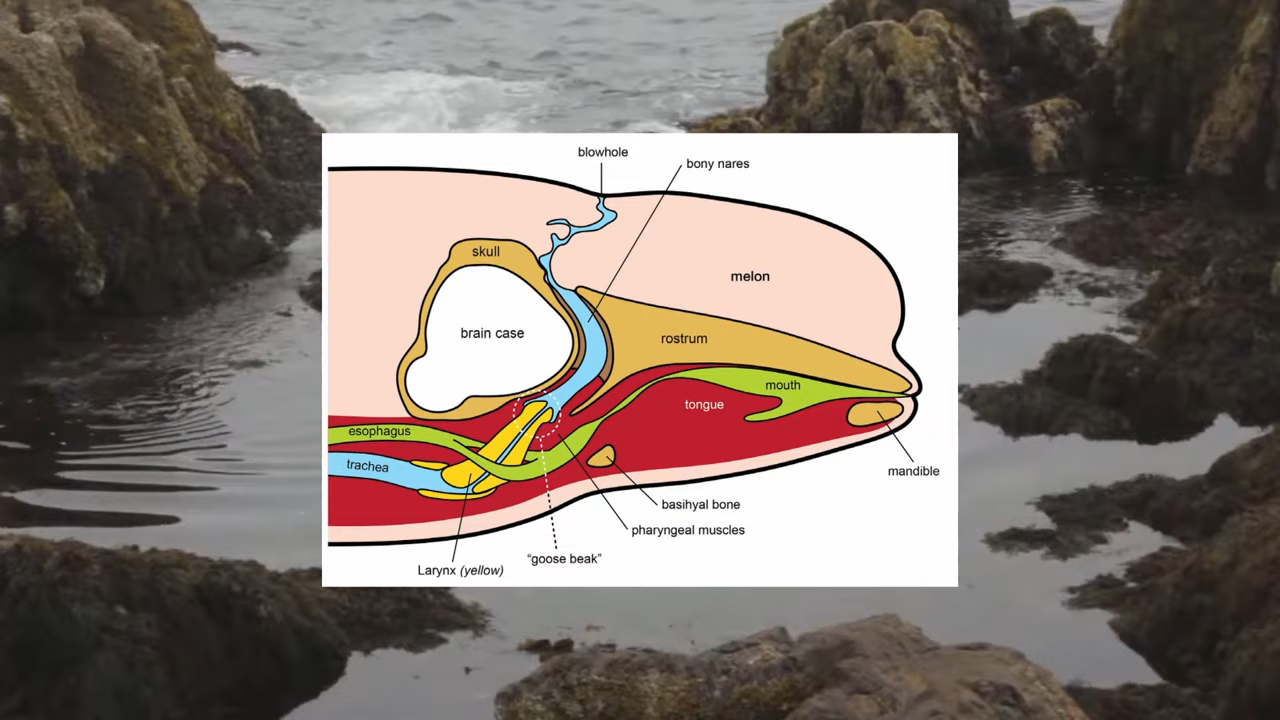 blowhole
bony nares
skull
melon
brain case
rostrum
mouth
tongue
esophagus
trachea
mandible
basihyal bone
pharyngeal muscles
"goose beak"
Larynx (yellow)